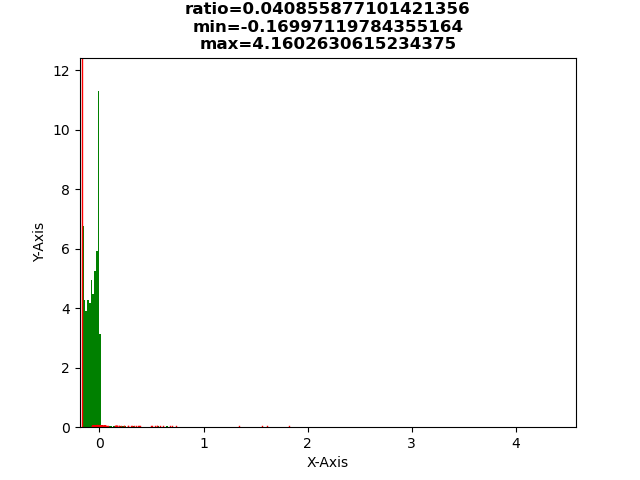 ratio=0.040855877101421356
min=-0.16997119784355164
max=4.1602630615234375
12
10
8
6
4
2
0
Y-Axis
0 1 2 3 4
X-Axis